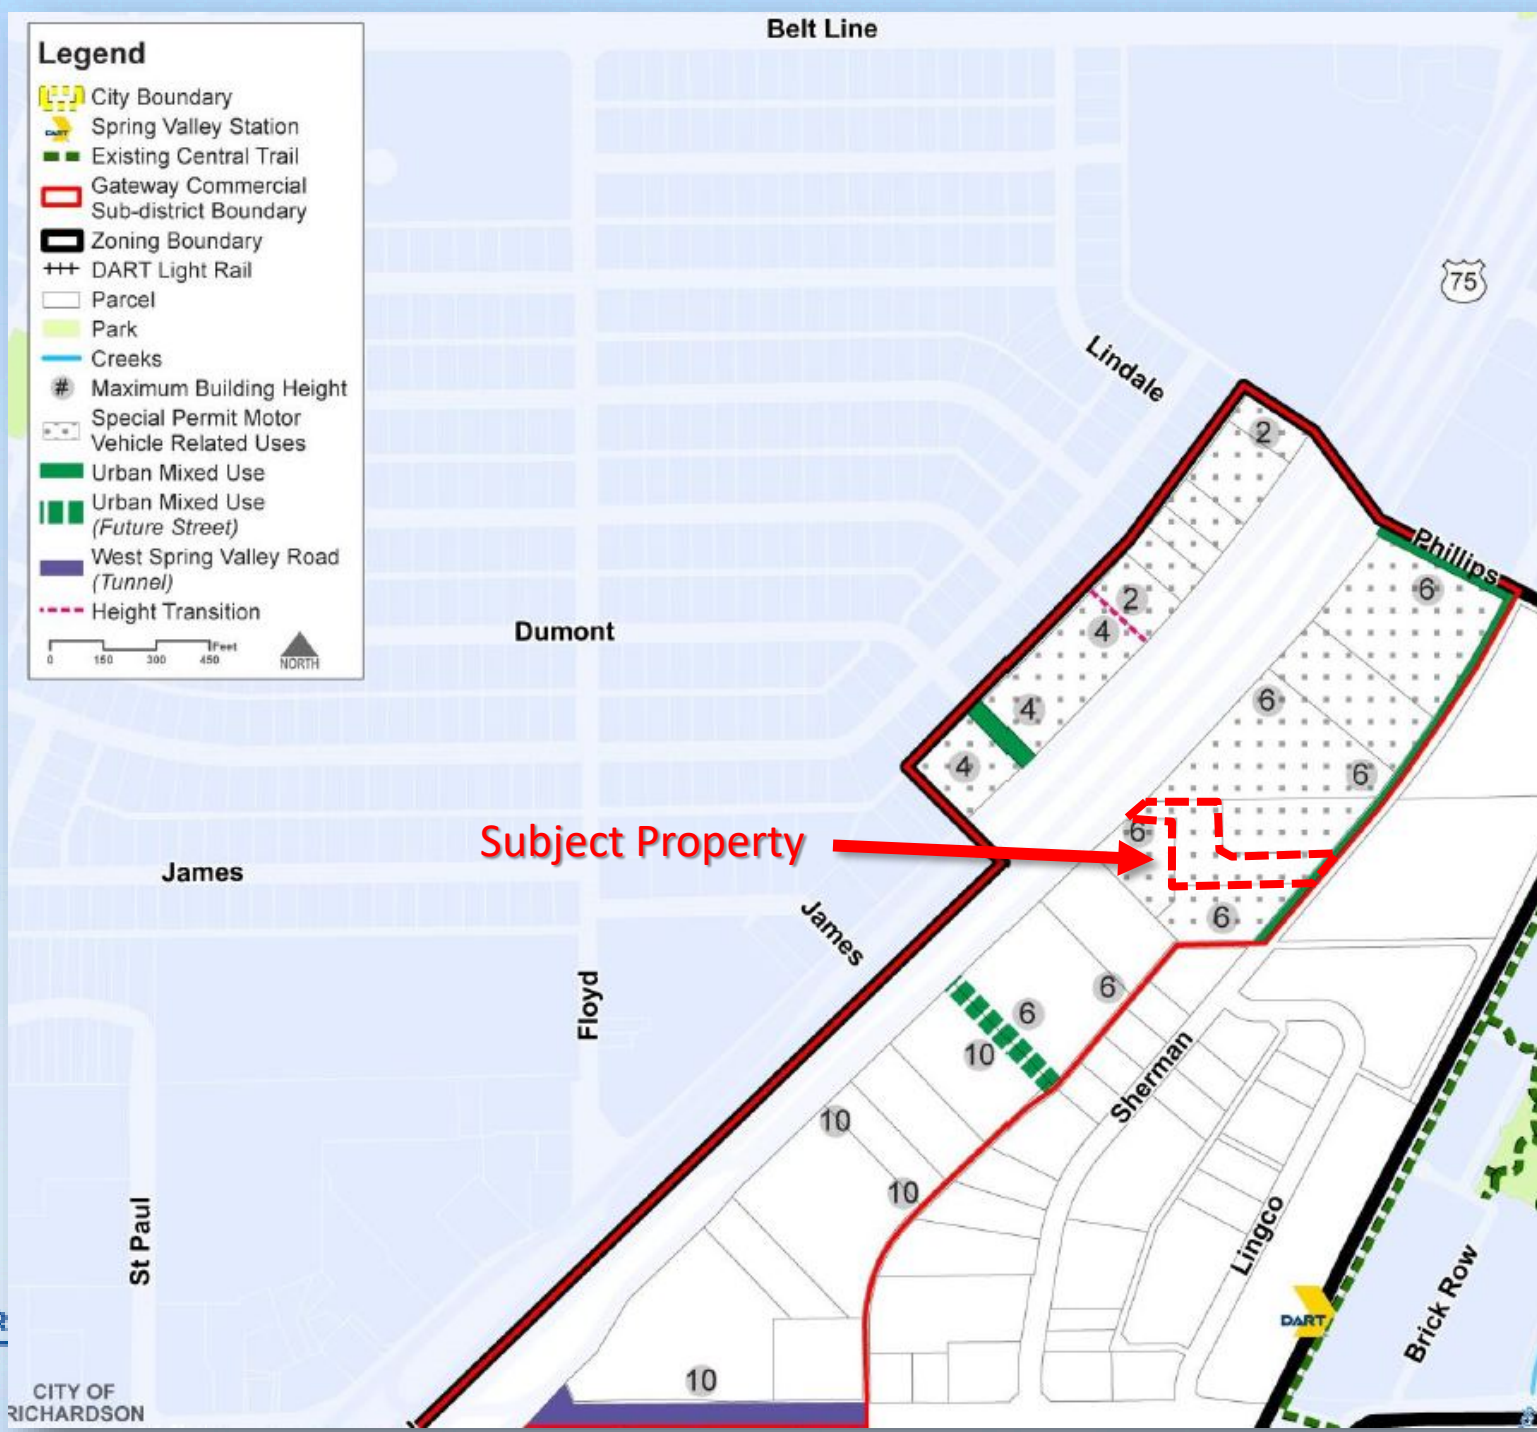 Belt Line
Legend
City Boundary
DART
Spring Valley Station
Existing Central Trail
Gateway Commercial
Sub-district Boundary
Zoning Boundary
DART Light Rail
Parcel
Park
Creeks
# Maximum Building Height
Special Permit Motor
Vehicle Related Uses
Urban Mixed Use
Urban Mixed Use
(Future Street)
West Spring Valley Road
(Tunnel)
Height Transition
Feet
0 150 300 450
NORTH
75
Lindale
2
Phillips
6
2
4
Dumont
6
4
4
6
Subject Property
6
James
6
James
6
Floyd
6
10
Sherman
10
10
St Paul
Lingco
DART
Brick Row
10
CITY OF
RICHARDSON